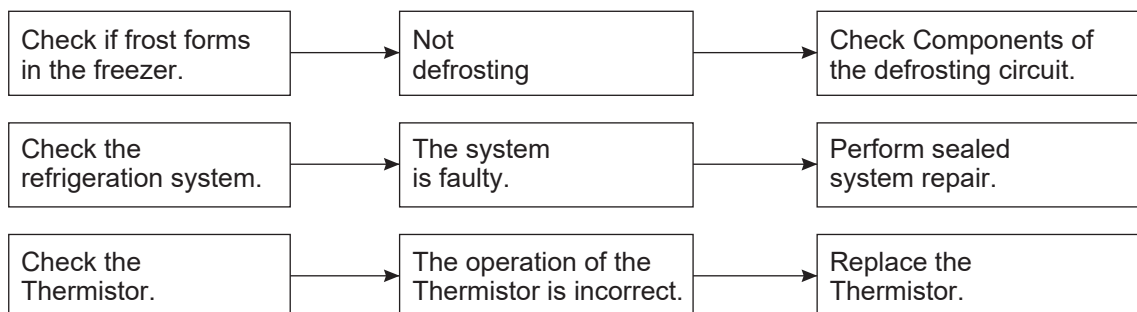 Check if frost forms
in the freezer.
Not
defrosting
Check Components of
the defrosting circuit.
Check the
refrigeration system.
The system
is faulty.
Perform sealed
system repair.
Check the
Thermistor.
The operation of the
Thermistor is incorrect.
Replace the
Thermistor.